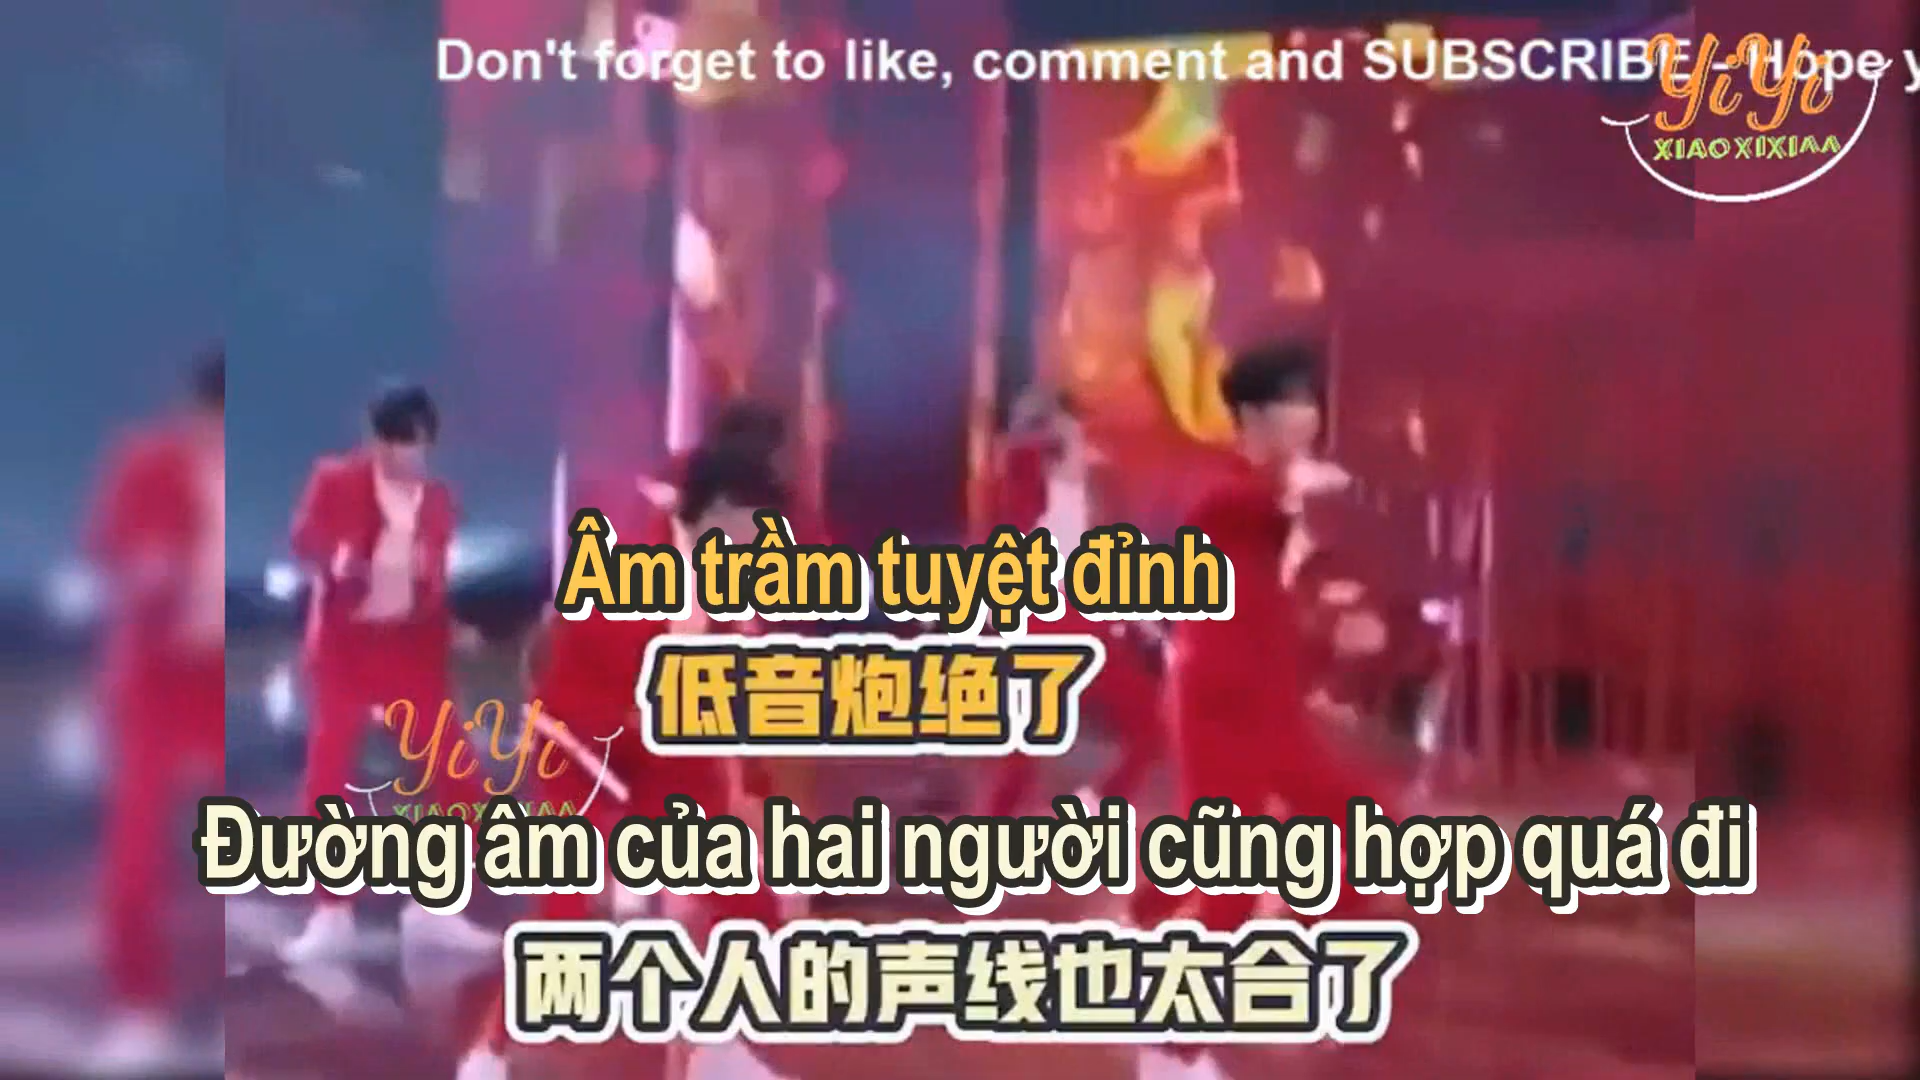 Don't forget to like, comment and SUBSCRIBE - Hope y
YiYi
XIAOXIXIAA
Âm trầm tuyệt đỉnh
低音炮绝了
YiYi
XIAOXIXIAA
Đường âm của hai người cũng hợp quá đi
两个人的声线也太合了